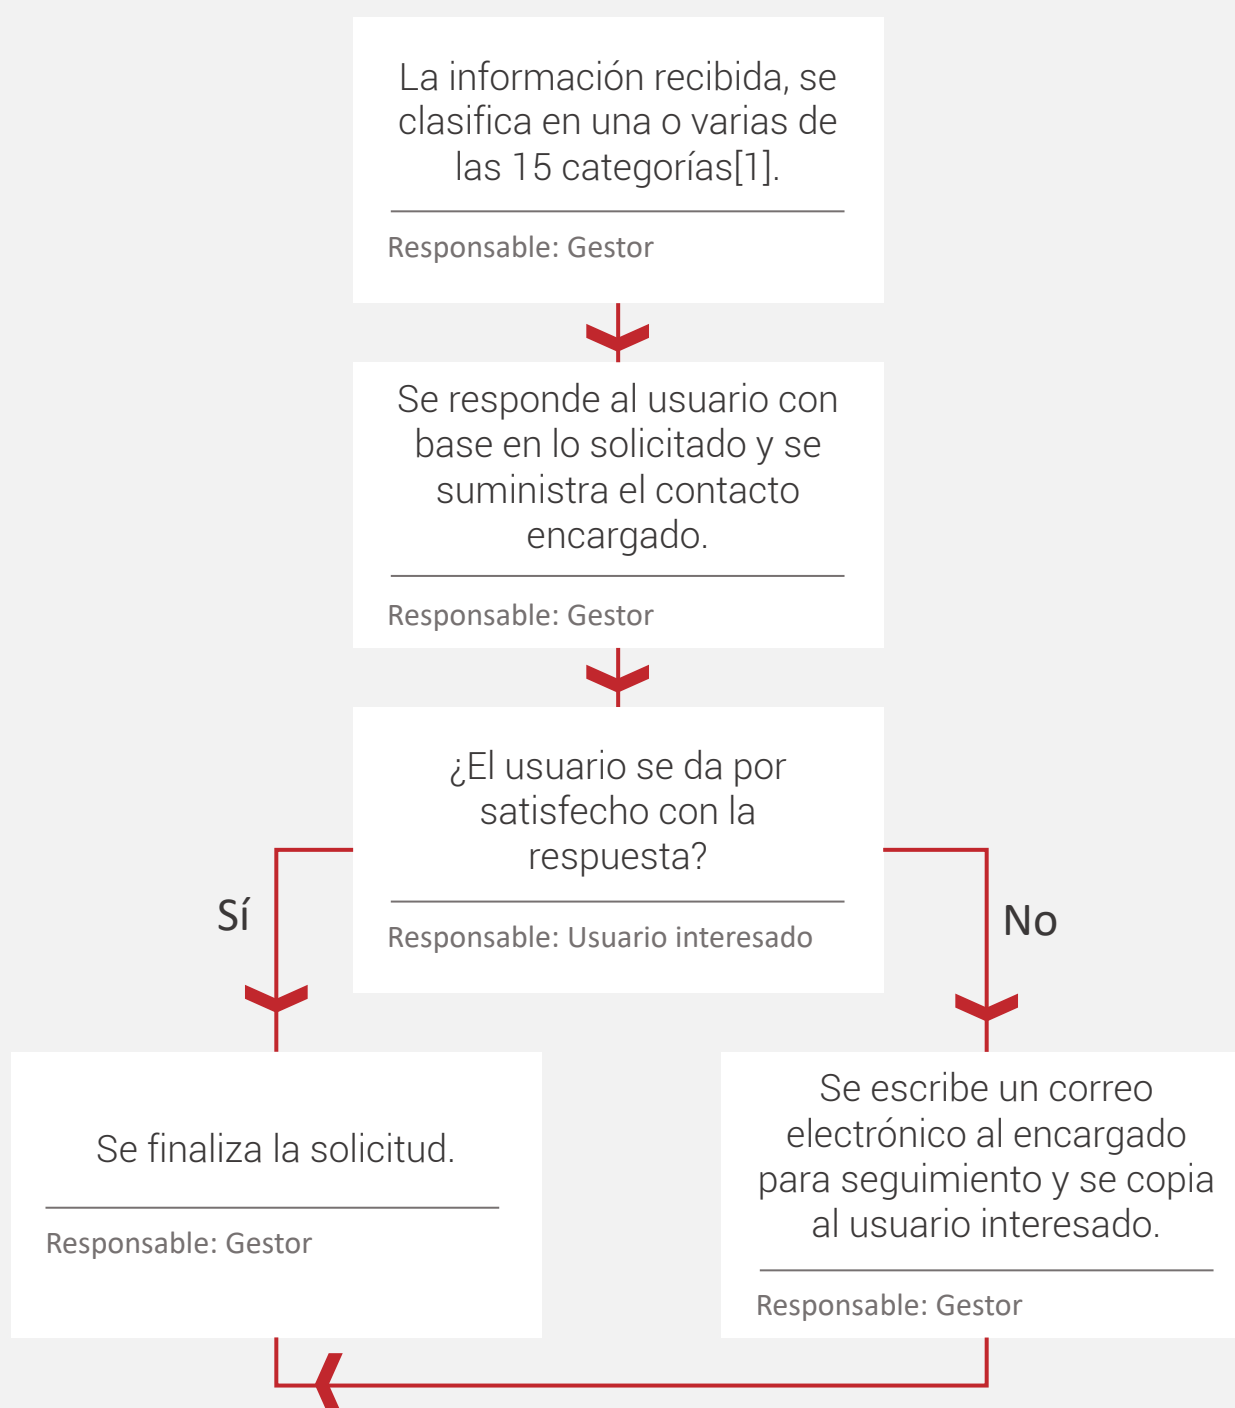 La información recibida, se
clasifica en una o varias de
las 15 categorías[1].
Responsable: Gestor
Se responde al usuario con
base en lo solicitado y se
suministra el contacto
encargado.
Responsable: Gestor
¿El usuario se da por
satisfecho con la
respuesta?
Responsable: Usuario interesado
Sí
No
Se finaliza la solicitud.
Responsable: Gestor
Se escribe un correo
electrónico al encargado
para seguimiento y se copia
al usuario interesado.
Responsable: Gestor